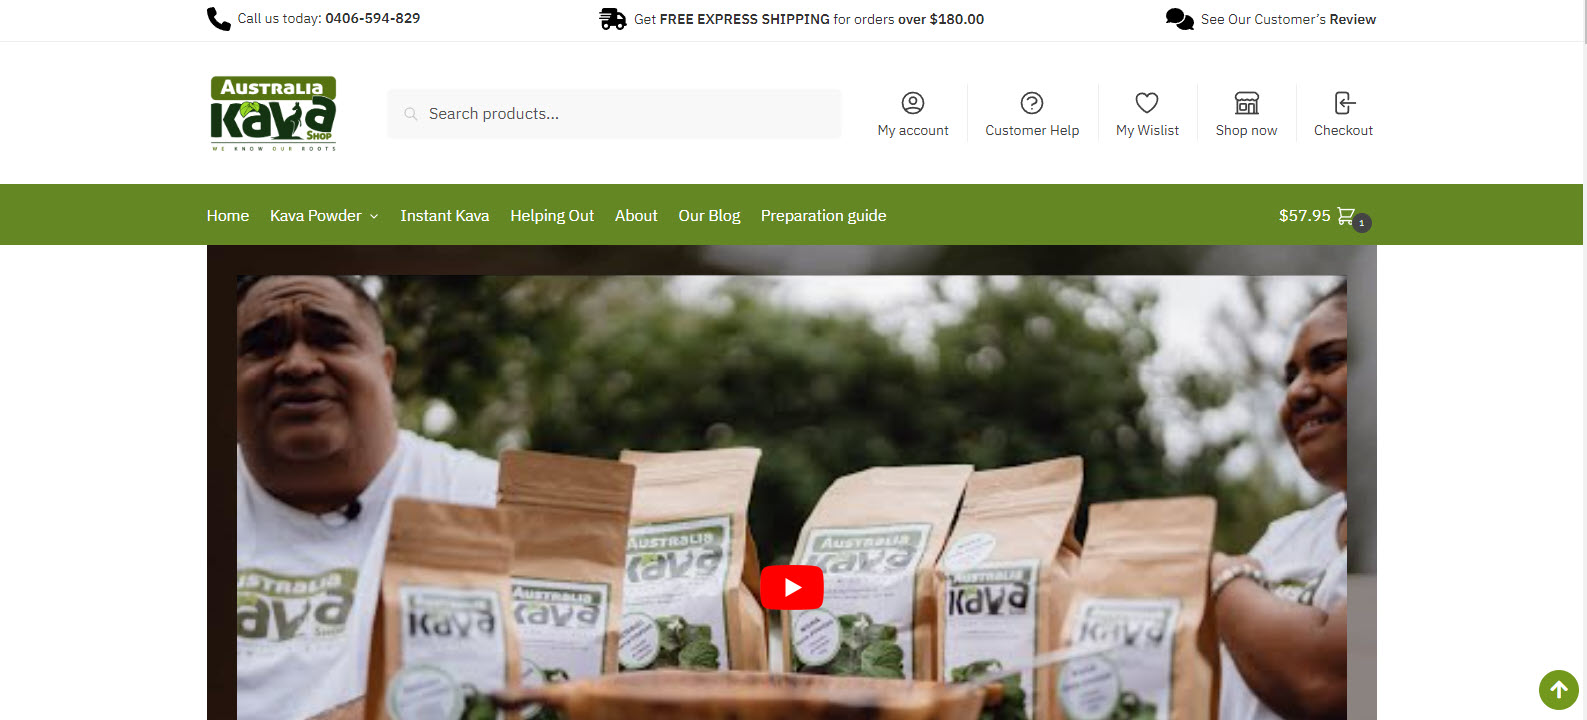 Call us today: 0406-594-829
Get FREE EXPRESS SHIPPING for orders over $180.00
See Our Customer’s Review
AUSTRALIA
Kava
SHOP
WE KNOW OUR ROOTS
Search products...
My account
Customer Help
My Wislist
Shop now
Checkout
Home
Kava Powder
Instant Kava
Helping Out
About
Our Blog
Preparation guide
$57.95
1
AUSTRALIA
Kava
SHOP
Kava
AUSTRALIA
Kava
AUSTRALIA
Kava
AUSTRALIA
Kava
AUSTRALIA
Kava
Kava